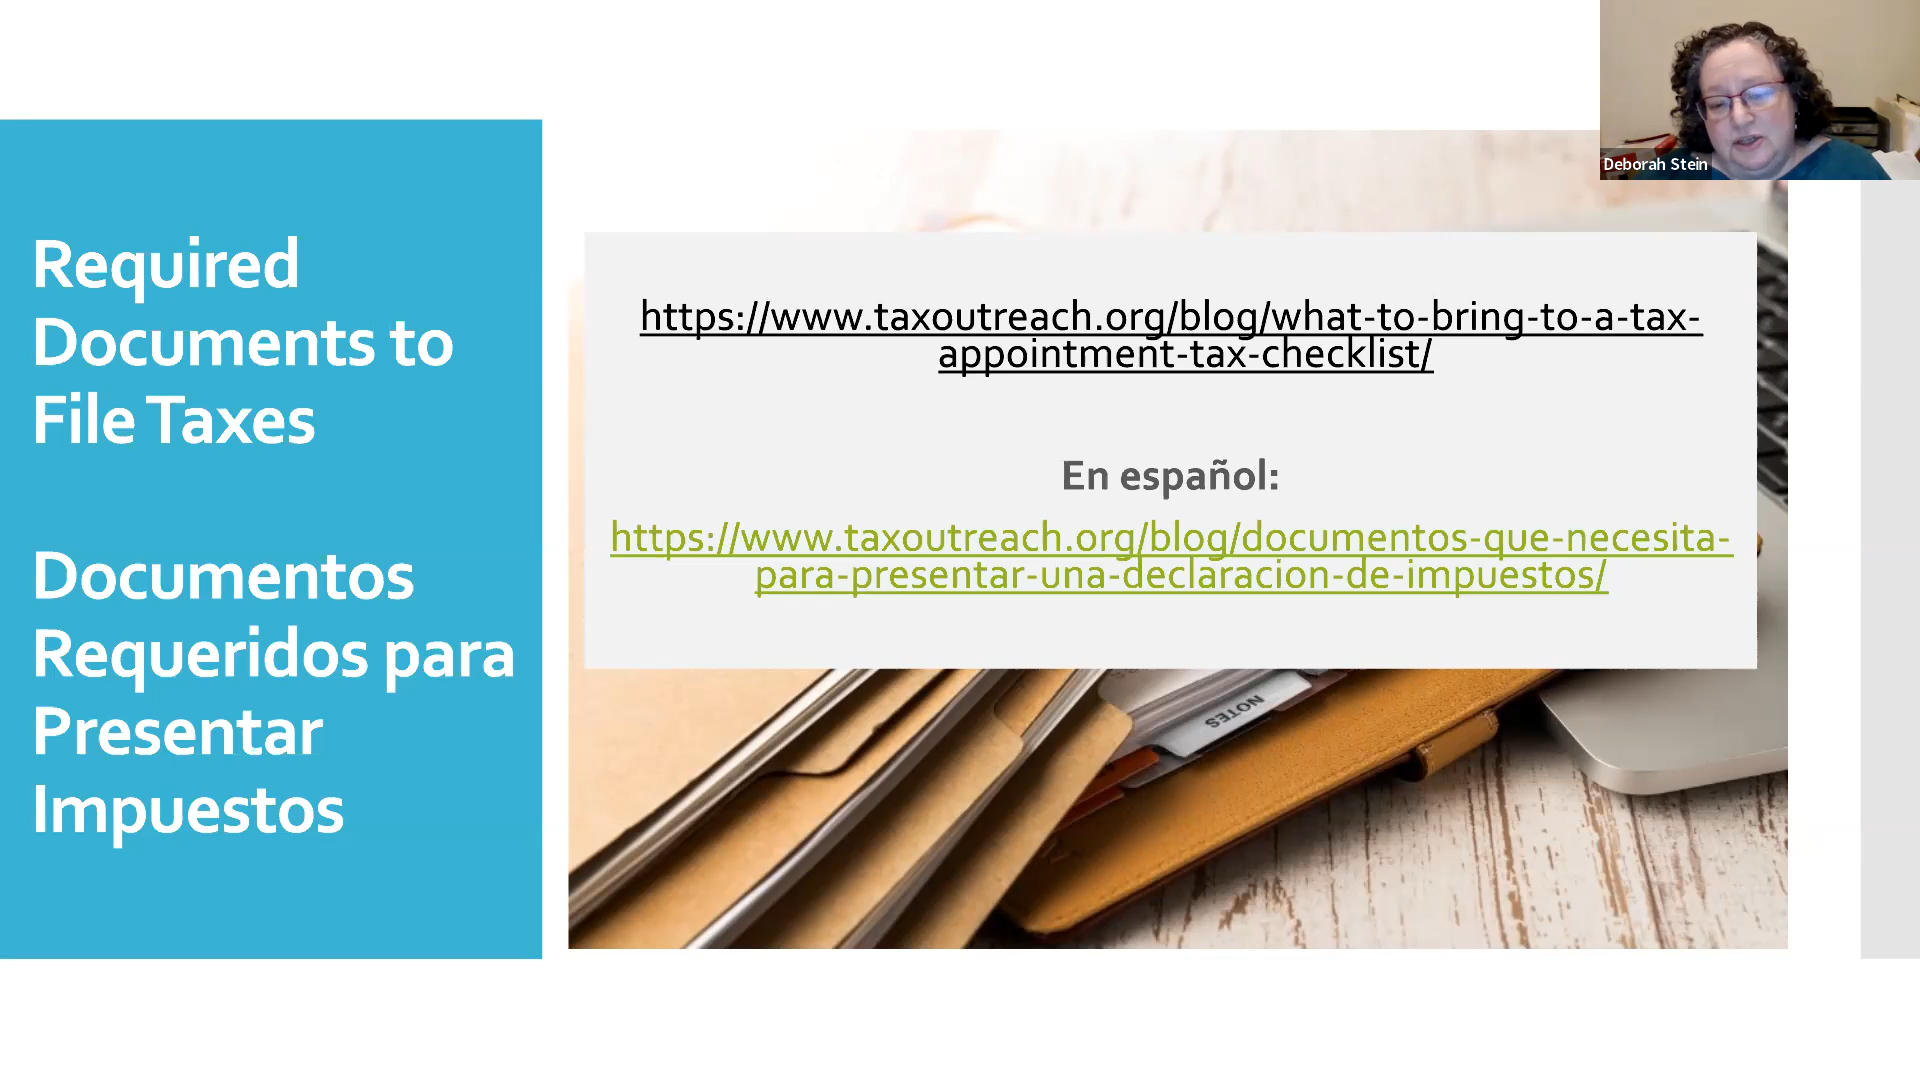 Required
Documents to
File Taxes
Documentos
Requeridos para
Presentar
Impuestos
https://www.taxoutreach.org/blog/what-to-bring-to-a-tax-
appointment-tax-checklist/
En español:
https://www.taxoutreach.org/blog/documentos-que-necesita-
para-presentar-una-declaracion-de-impuestos/
NOTES
Deborah Stein